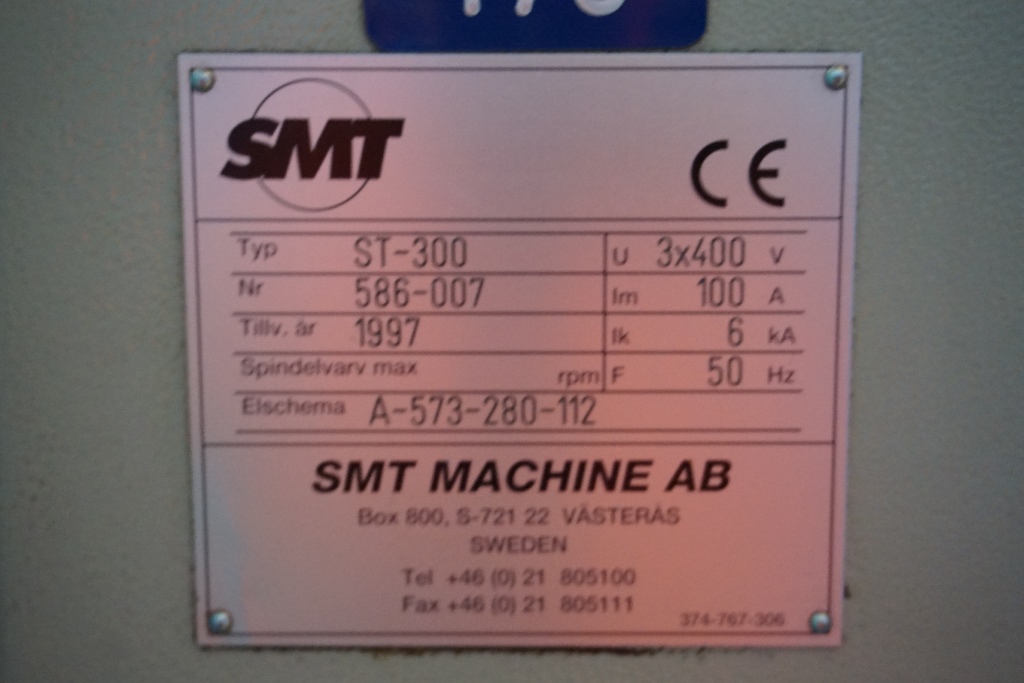 SMT
CE
Typ ST-300 U 3x400 V
Nr 586-007 Im 100 A
Tillv. år 1997 Ik 6 kA
Spindelvarv max rpm F 50 Hz
Elschema A-573-280-112
SMT MACHINE AB
Box 800, S-721 22 VÄSTERÅS
SWEDEN
Tel +46 (0) 21 805100
Fax +46 (0) 21 805111
374-767-306